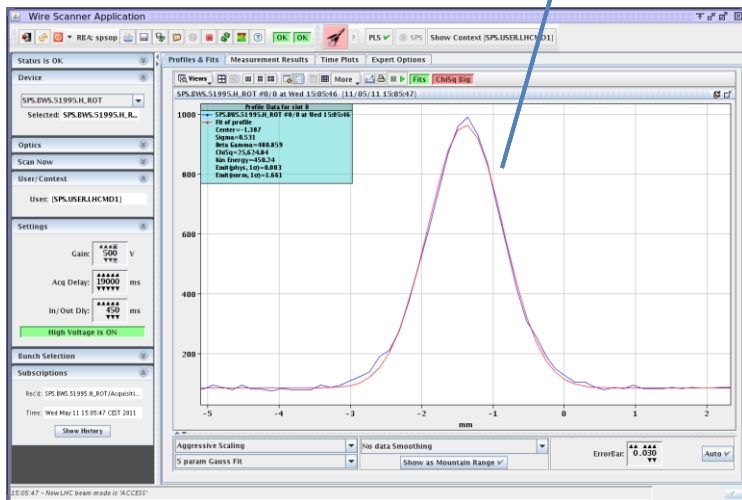 Wire Scanner Application
RBA: spsop
OK OK
?
PLS
SPS
Show Context [SPS.USER.LHCMD1]
Status is OK
Device
SPS.BWS.51995.H_ROT
Selected: SPS.BWS.51995.H_R...
Optics
Scan Now
User/Context
User: [SPS.USER.LHCMD1]
Settings
Gain: 500 V
Acq Delay: 19000 ms
In/Out Dly: 450 ms
High Voltage is ON
Bunch Selection
Subscriptions
Rec'd: SPS.BWS.51995.H_ROT/Acquisiti...
Time: Wed May 11 15:05:47 CEST 2011
Show History
Profiles & Fits Measurement Results Time Plots Expert Options
Views More Fits ChiSq Big
SPS.BWS.51995.H_ROT #0/0 at Wed 15:05:46 (11/05/11 15:05:47)
Profile Data for slot 0
SPS.BWS.51995.H_ROT #0/0 at Wed 15:05:46
Fit of profile
Center=-1.387
Sigma=0.531
Beta Gamma=480.859
ChiSq=25,624.04
Kin Energy=450.24
Emit(phys, 1σ)=0.003
Emit(norm, 1σ)=1.661
1000
800
600
400
200
-5 -4 -3 -2 -1 0 1 2
mm
Aggressive Scaling
No data Smoothing
5 param Gauss Fit
Show as Mountain Range
ErrorBar: 0.030
Auto
15:05:47 - New LHC beam mode is 'ACCESS'